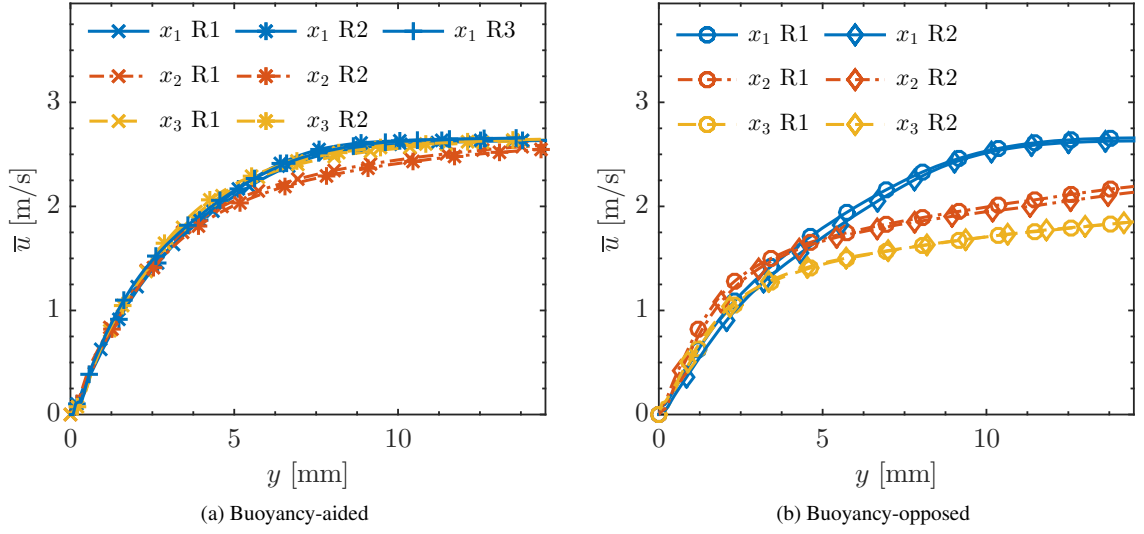 x₁ R1 x₁ R2 x₁ R3
x₂ R1 x₂ R2
x₃ R1 x₃ R2
3
2
1
0
u̅ [m/s]
0 5 10
y [mm]
(a) Buoyancy-aided
x₁ R1 x₁ R2
x₂ R1 x₂ R2
x₃ R1 x₃ R2
3
2
1
0
u̅ [m/s]
0 5 10
y [mm]
(b) Buoyancy-opposed